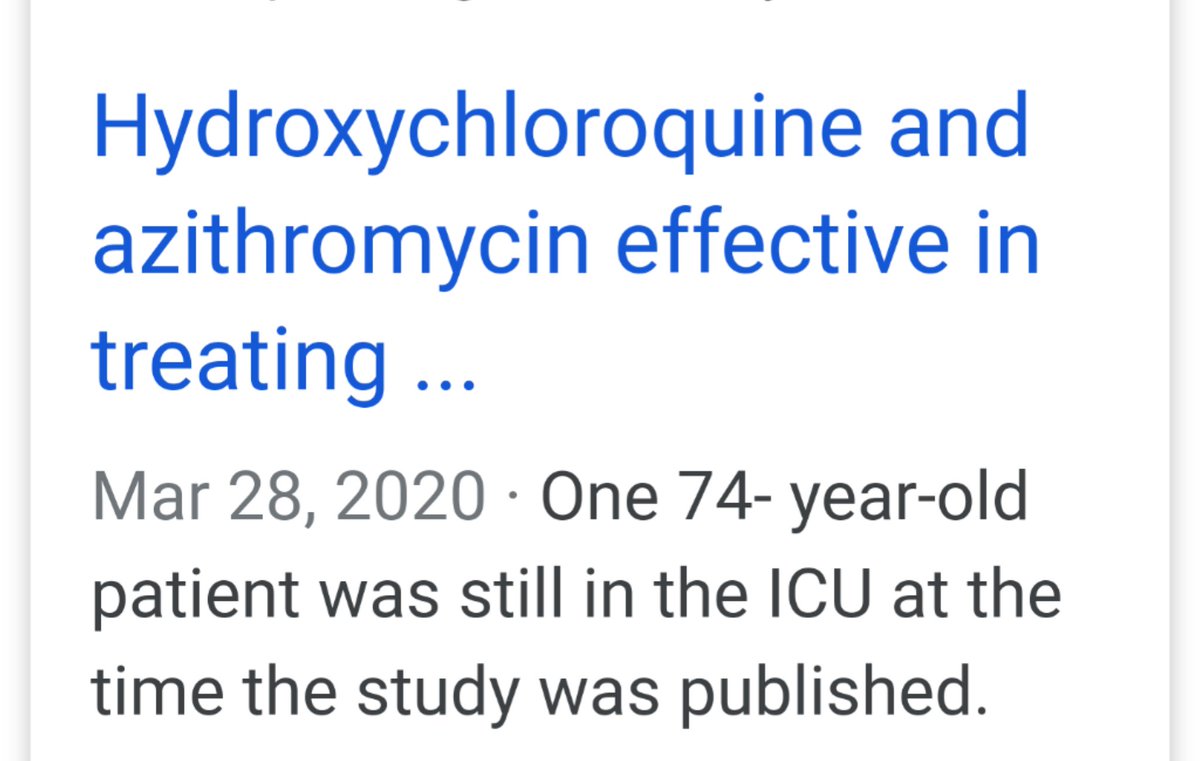 Hydroxychloroquine and
azithromycin effective in
treating ...
Mar 28, 2020 · One 74- year-old
patient was still in the ICU at the
time the study was published.